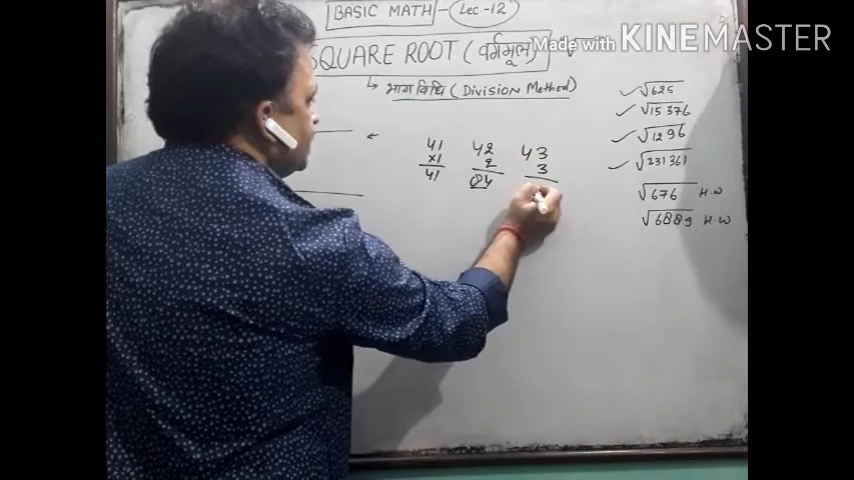 BASIC MATH - Lec-12
SQUARE ROOT (वर्गमूल)
Made with KINEMASTER
भाग विधि (Division Method)
√625
√15376
√1296
√231361
√676 H.W
√6889 H.W
41
×1
41
42
2
84
43
3